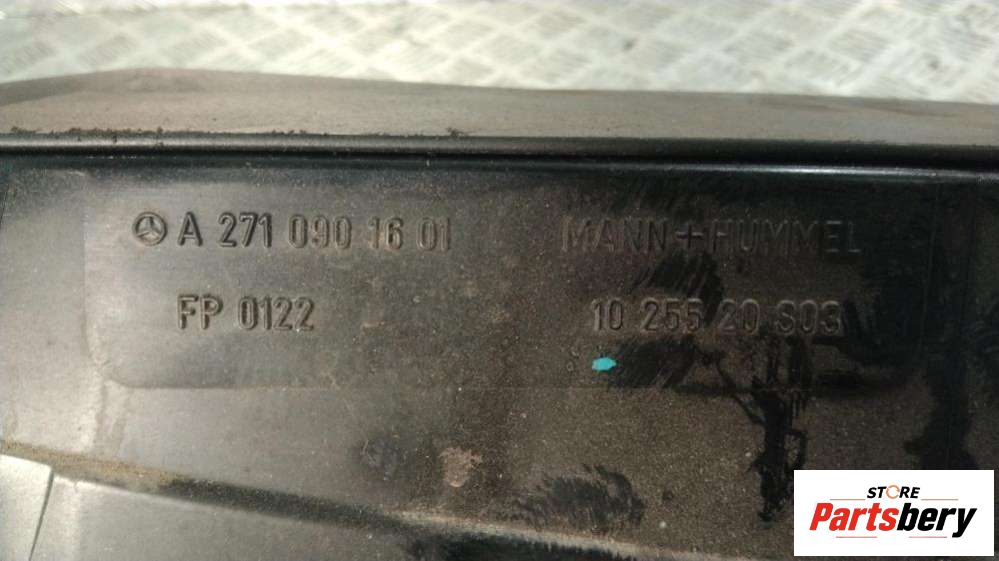 A 271 090 16 01 MANN+HUMMEL
FP 0122 10 255 20 S03
STORE
Partsbery